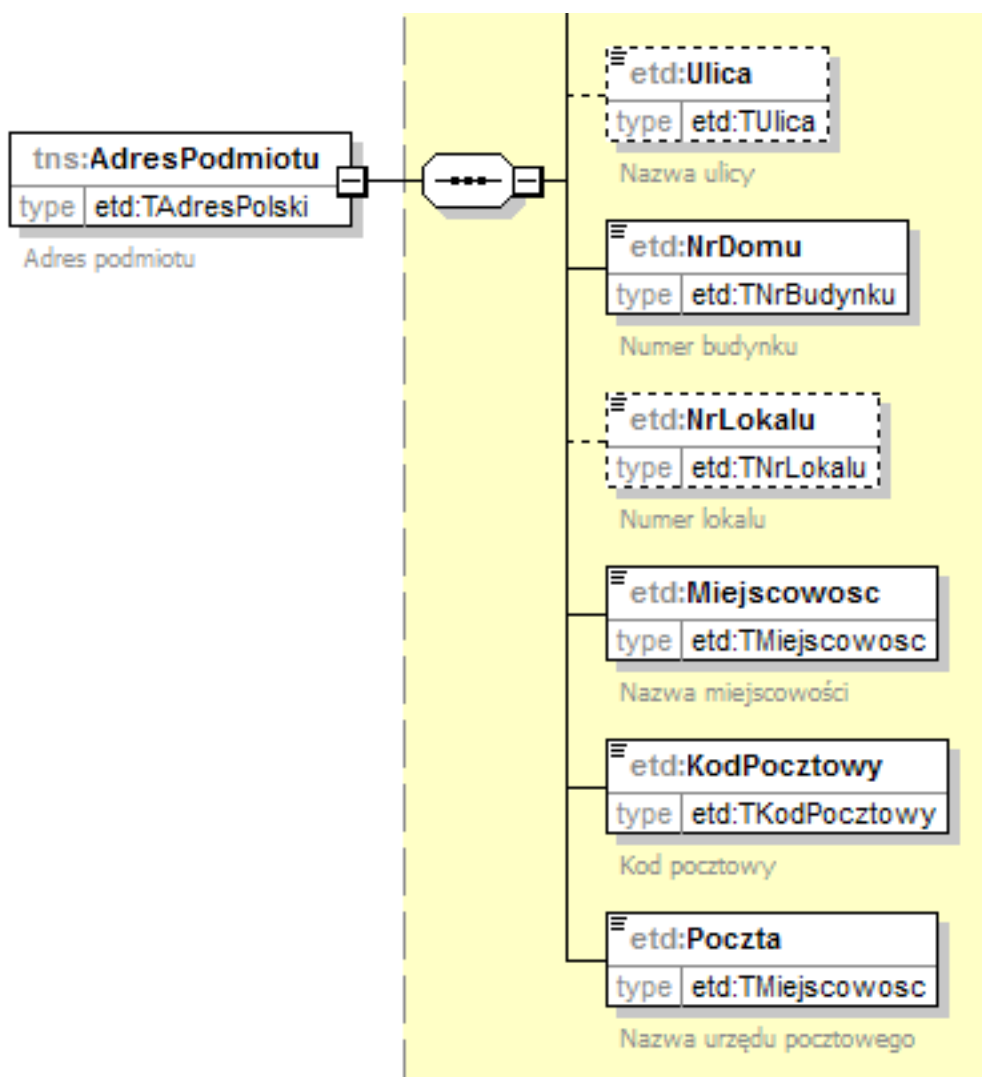 etd:Ulica
type etd:TUlica
Nazwa ulicy
tns:AdresPodmiotu
type etd:TAdresPolski
Adres podmiotu
etd:NrDomu
type etd:TNrBudynku
Numer budynku
etd:NrLokalu
type etd:TNrLokalu
Numer lokalu
etd:Miejscowosc
type etd:TMiejscowosc
Nazwa miejscowości
etd:KodPocztowy
type etd:TKodPocztowy
Kod pocztowy
etd:Poczta
type etd:TMiejscowosc
Nazwa urzędu pocztowego